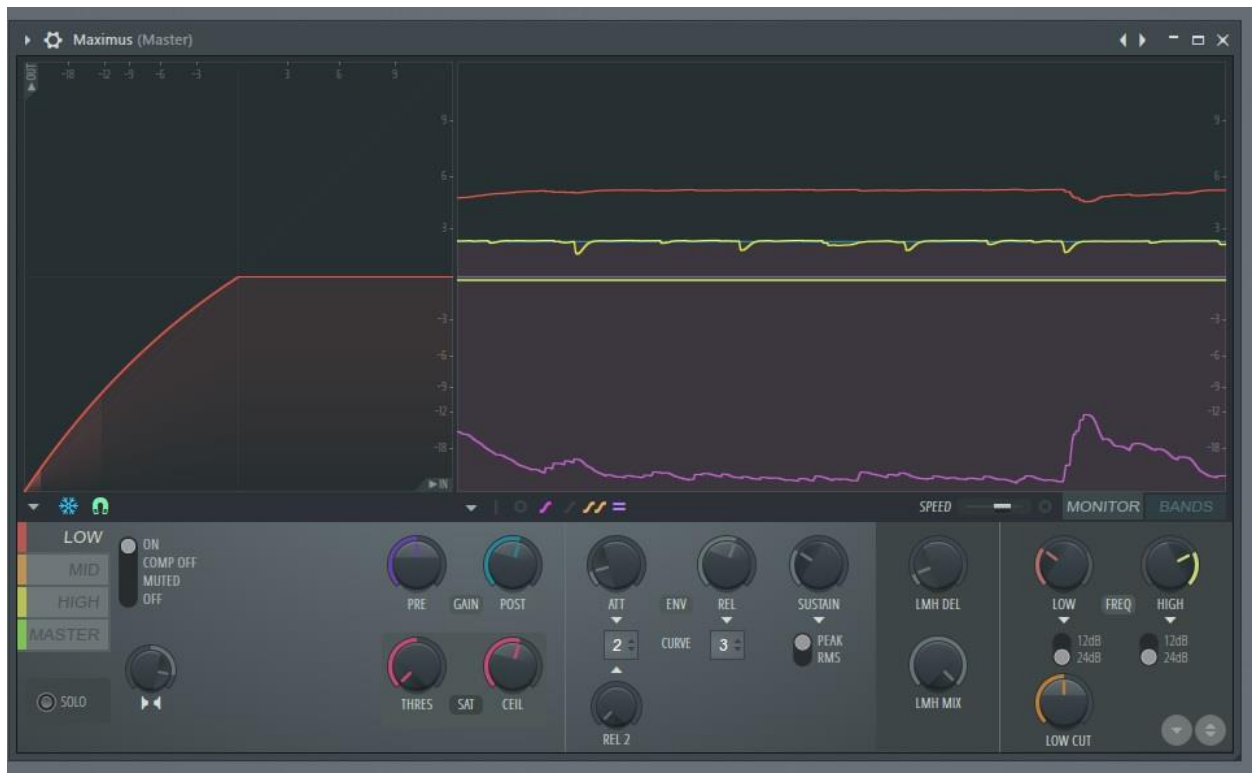 Maximus (Master)
OUT -18 -12 -9 -6 -3 3 6 9
9 9
6 6
3 3
-3 -3
-6 -6
-9 -9
-12 -12
-18 -18
IN
SPEED MONITOR BANDS
LOW
MID
HIGH
MASTER
SOLO
ON
COMP OFF
MUTED
OFF
PRE GAIN POST
THRES SAT CEIL
ATT ENV REL SUSTAIN
2 CURVE 3 PEAK
RMS
REL 2
LMH DEL
LMH MIX
LOW FREQ HIGH
12dB 12dB
24dB 24dB
LOW CUT